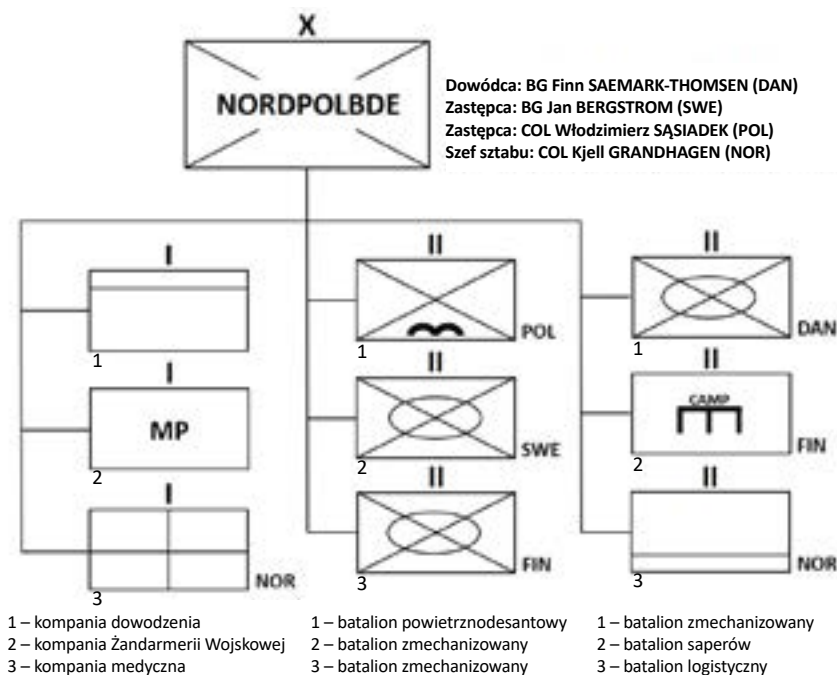 X
NORDPOLBDE
Dowódca: BG Finn SAEMARK-THOMSEN (DAN)
Zastępca: BG Jan BERGSTROM (SWE)
Zastępca: COL Włodzimierz SĄSIADEK (POL)
Szef sztabu: COL Kjell GRANDHAGEN (NOR)
I
1
I
MP
2
I
NOR
3
II
POL
1
II
SWE
2
II
FIN
3
II
DAN
1
II
CAMP
FIN
2
II
NOR
3
1 – kompania dowodzenia
2 – kompania Żandarmerii Wojskowej
3 – kompania medyczna
1 – batalion powietrznodesantowy
2 – batalion zmechanizowany
3 – batalion zmechanizowany
1 – batalion zmechanizowany
2 – batalion saperów
3 – batalion logistyczny